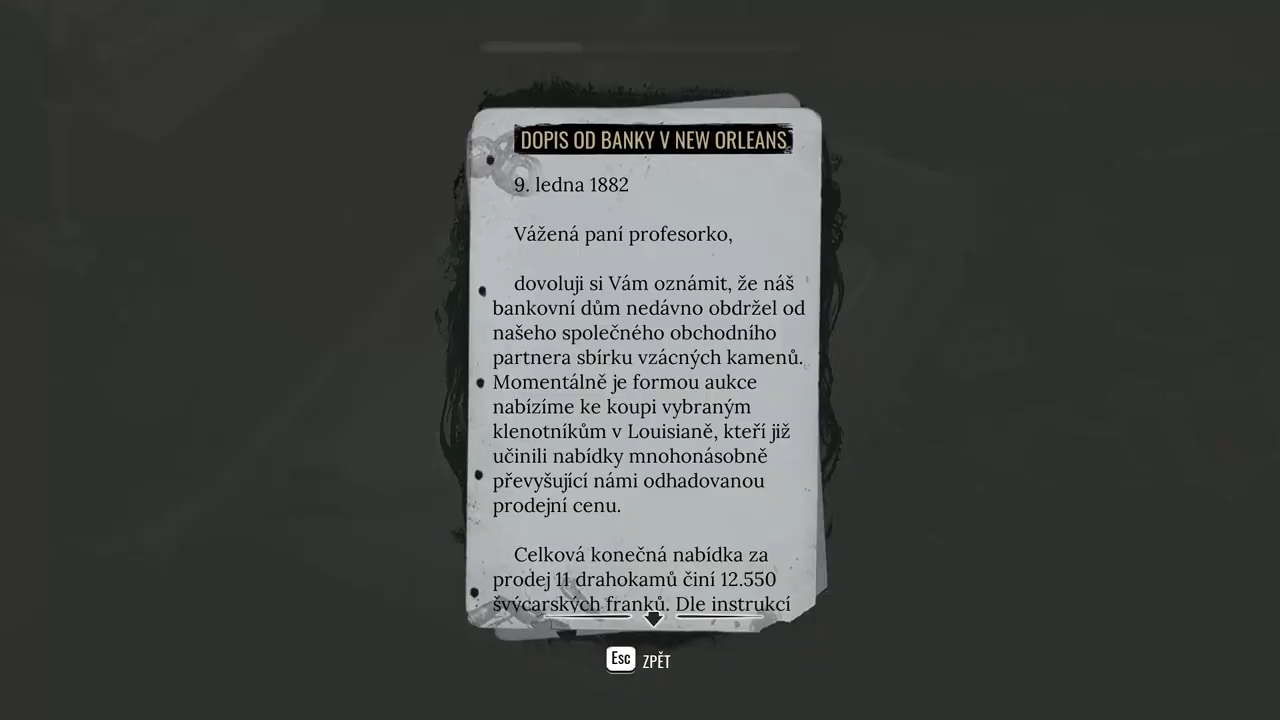 DOPIS OD BANKY V NEW ORLEANS
9. ledna 1882
Vážená paní profesorko,
dovoluji si Vám oznámit, že náš
bankovní dům nedávno obdržel od
našeho společného obchodního
partnera sbírku vzácných kamenů.
Momentálně je formou aukce
nabízíme ke koupi vybraným
klenotníkům v Louisianě, kteří již
učinili nabídky mnohonásobně
převyšující námi odhadovanou
prodejní cenu.
Celková konečná nabídka za
prodej 11 drahokamů činí 12.550
švýcarských franků. Dle instrukcí
Esc ZPĚT